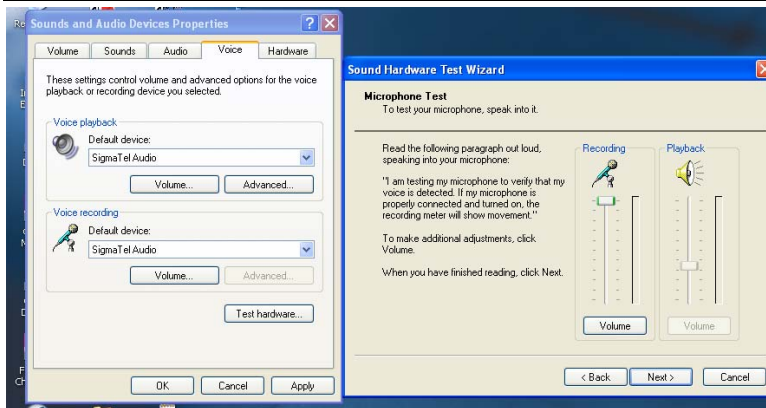 Sounds and Audio Devices Properties
Volume Sounds Audio Voice Hardware
These settings control volume and advanced options for the voice
playback or recording device you selected.
Voice playback
Default device:
SigmaTel Audio
Volume... Advanced...
Voice recording
Default device:
SigmaTel Audio
Volume... Advanced...
Test hardware...
OK Cancel Apply
Sound Hardware Test Wizard
Microphone Test
To test your microphone, speak into it.
Read the following paragraph out loud,
speaking into your microphone:
"I am testing my microphone to verify that my
voice is detected. If my microphone is
properly connected and turned on, the
recording meter will show movement."
To make additional adjustments, click
Volume.
When you have finished reading, click Next.
Recording Playback
Volume Volume
< Back Next > Cancel